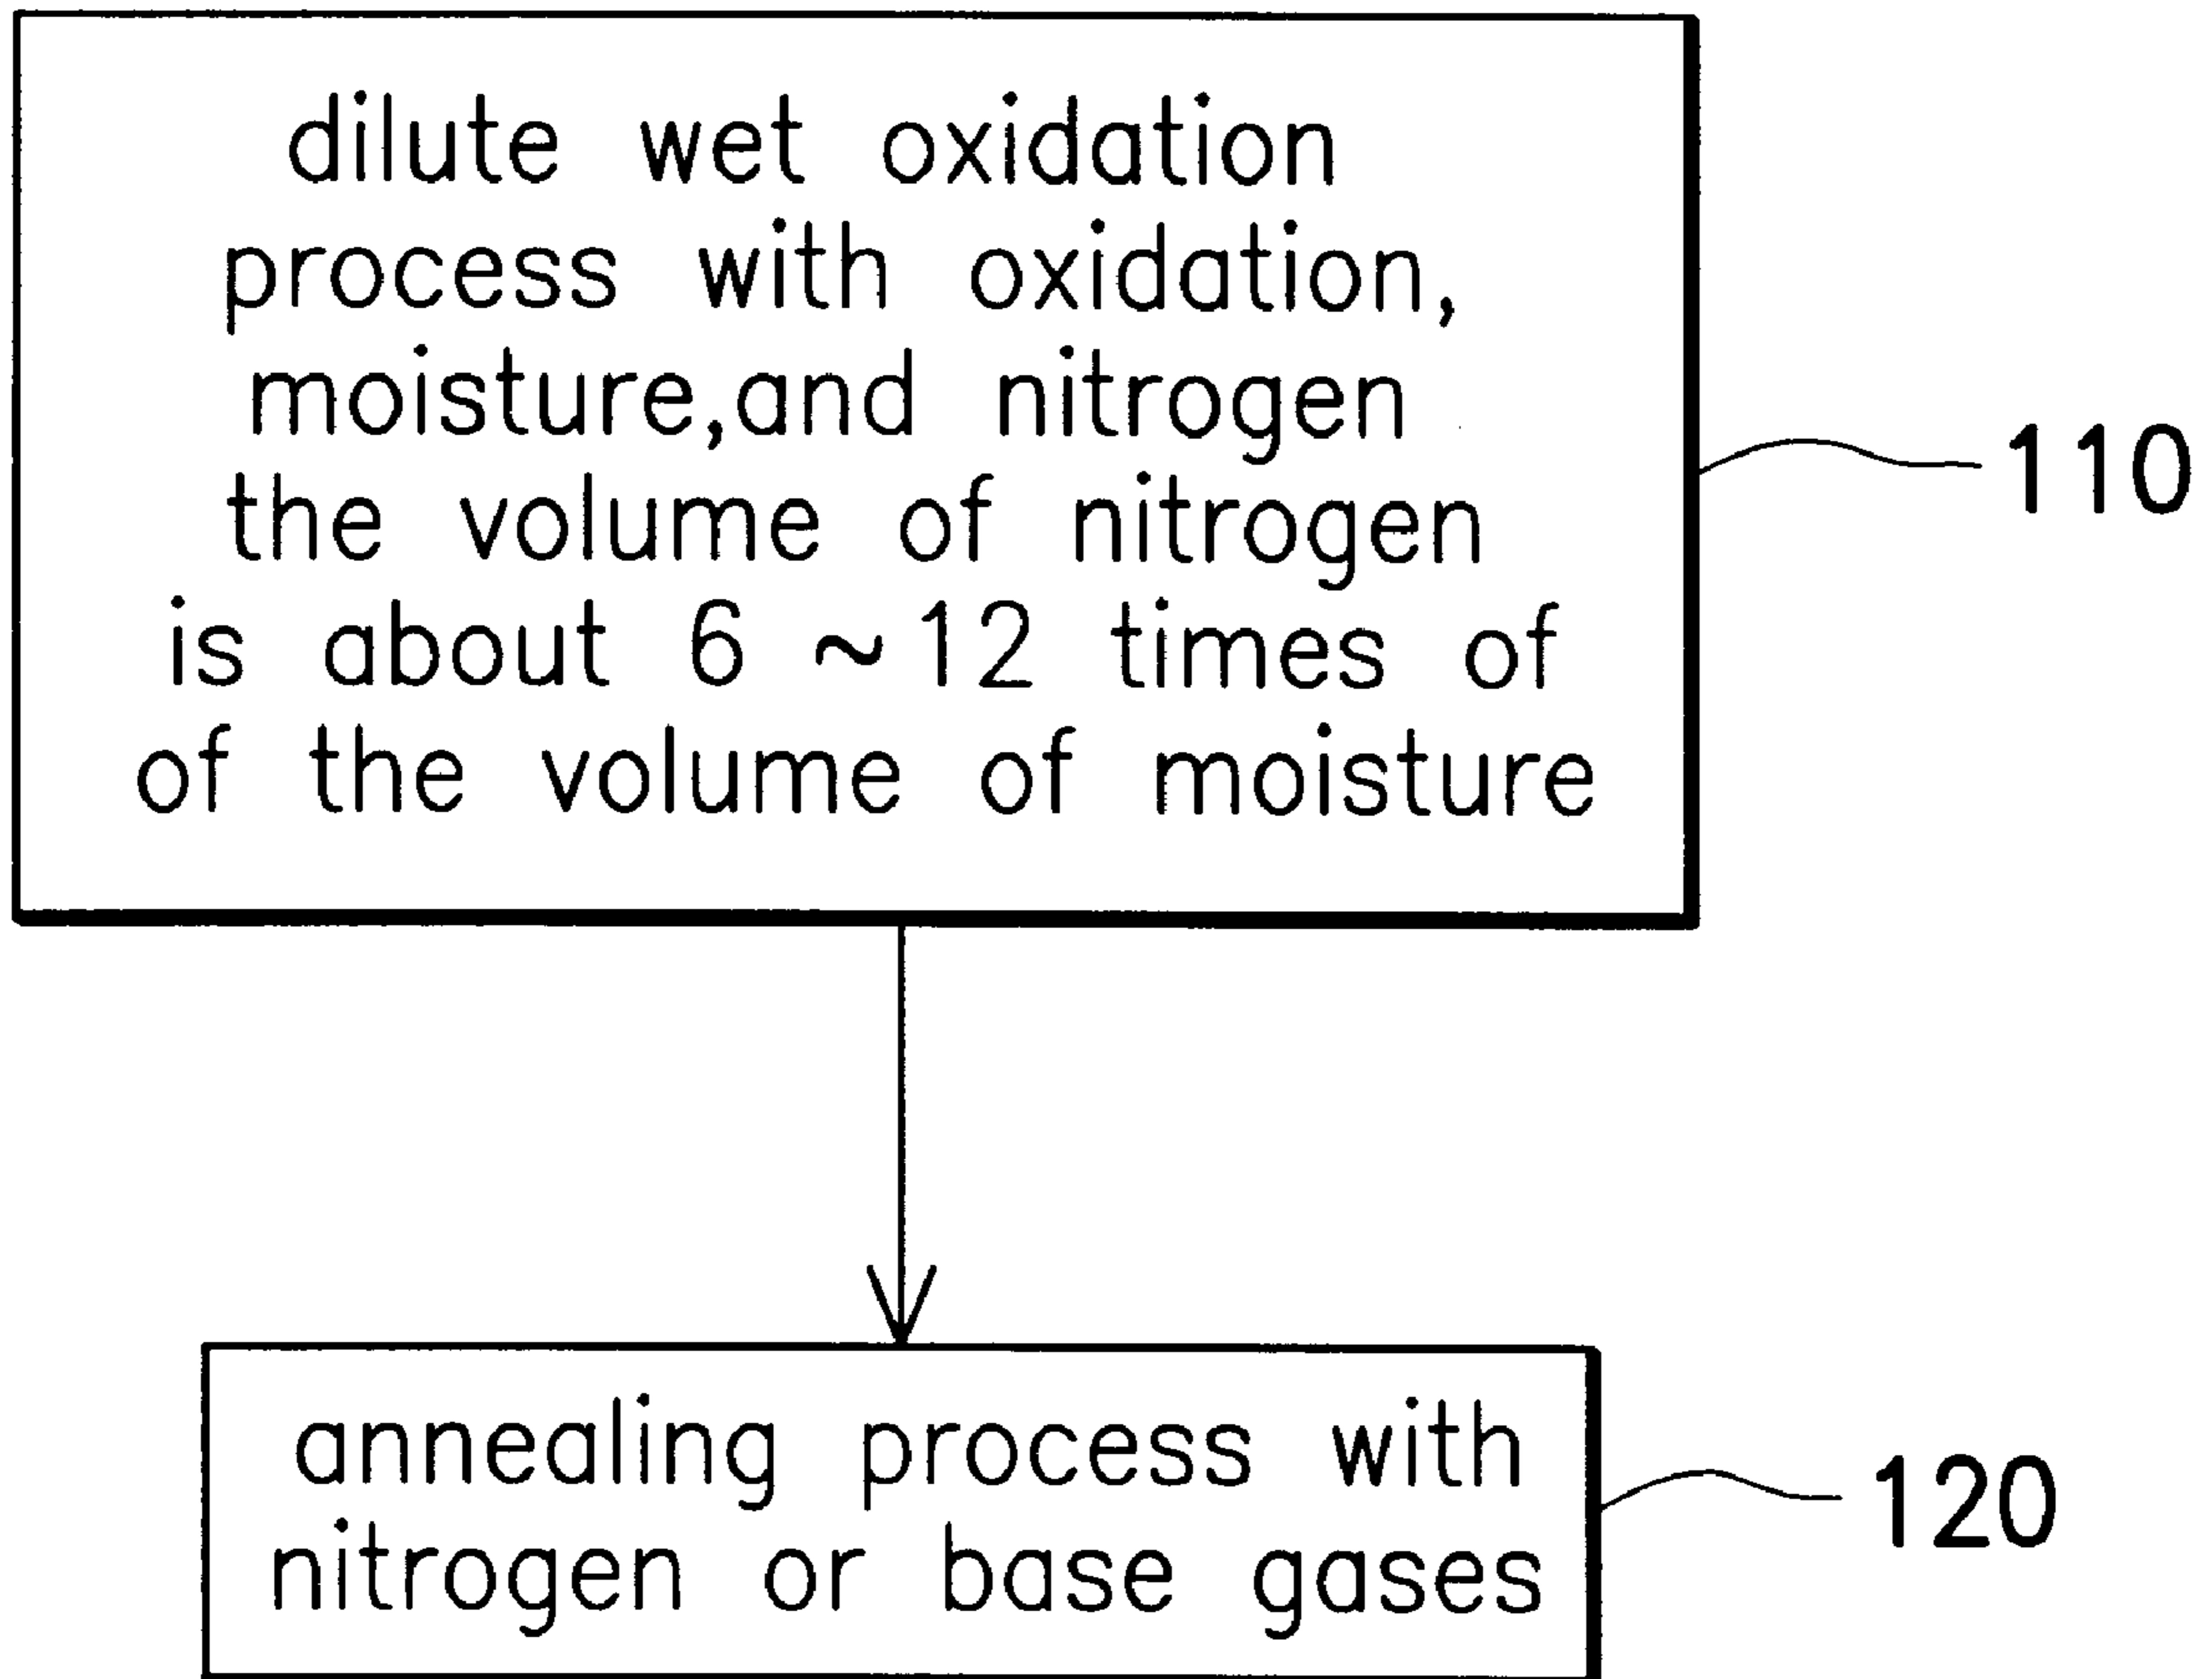 dilute wet oxidation
process with oxidation,
moisture,and nitrogen
the volume of nitrogen
is about 6 ~12 times of
of the volume of moisture
110
annealing process with
nitrogen or base gases
120